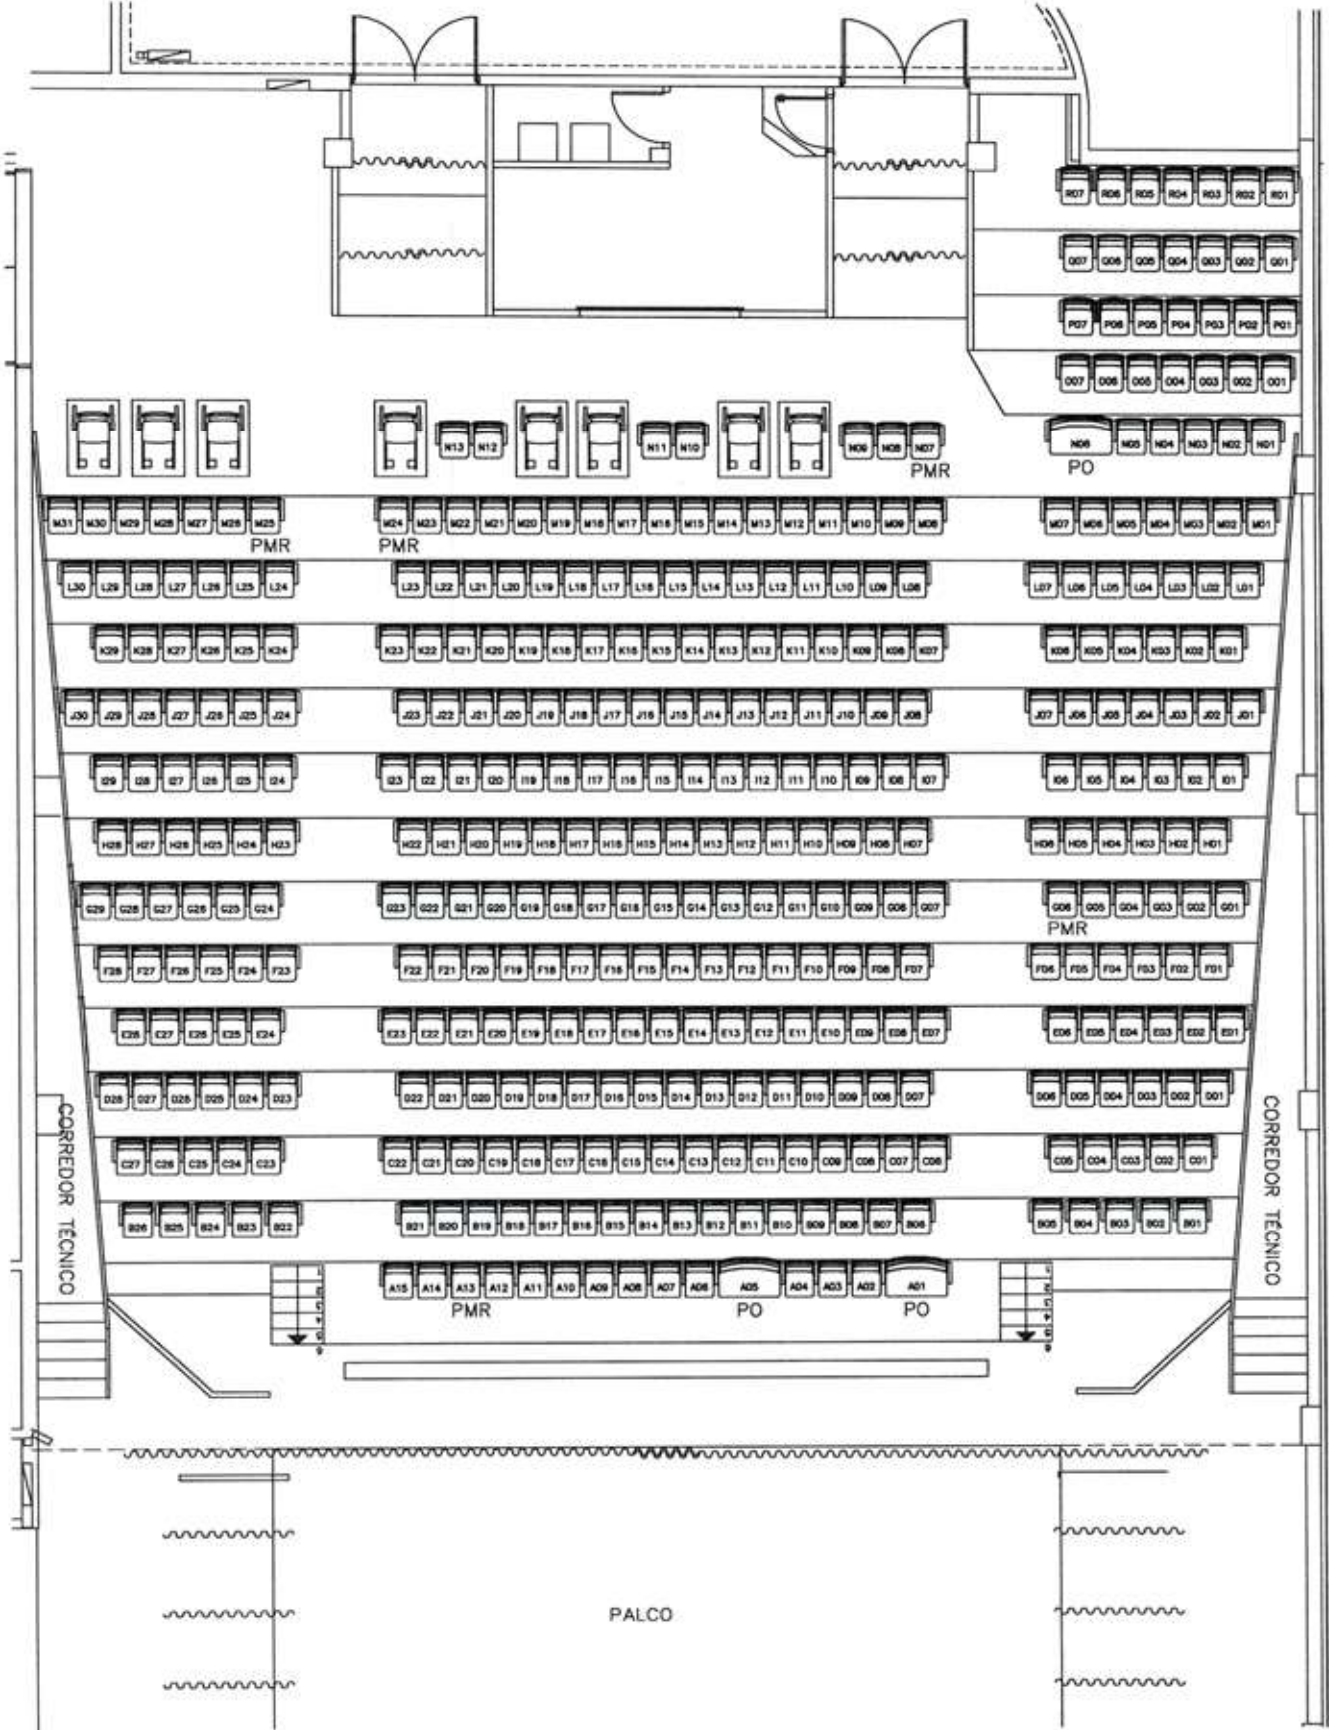 R07 R06 R05 R04 R03 R02 R01
Q07 Q06 Q05 Q04 Q03 Q02 Q01
P07 P06 P05 P04 P03 P02 P01
O07 O06 O05 O04 O03 O02 O01
N13 N12 N11 N10 N09 N08 N07 N06 N05 N04 N03 N02 N01
PMR PO
M31 M30 M29 M28 M27 M26 M25 M24 M23 M22 M21 M20 M19 M18 M17 M16 M15 M14 M13 M12 M11 M10 M09 M08 M07 M06 M05 M04 M03 M02 M01
PMR PMR
L30 L29 L28 L27 L26 L25 L24 L23 L22 L21 L20 L19 L18 L17 L16 L15 L14 L13 L12 L11 L10 L09 L08 L07 L06 L05 L04 L03 L02 L01
K29 K28 K27 K26 K25 K24 K23 K22 K21 K20 K19 K18 K17 K16 K15 K14 K13 K12 K11 K10 K09 K08 K07 K06 K05 K04 K03 K02 K01
J30 J29 J28 J27 J26 J25 J24 J23 J22 J21 J20 J19 J18 J17 J16 J15 J14 J13 J12 J11 J10 J09 J08 J07 J06 J05 J04 J03 J02 J01
I29 I28 I27 I26 I25 I24 I23 I22 I21 I20 I19 I18 I17 I16 I15 I14 I13 I12 I11 I10 I09 I08 I07 I06 I05 I04 I03 I02 I01
H28 H27 H26 H25 H24 H23 H22 H21 H20 H19 H18 H17 H16 H15 H14 H13 H12 H11 H10 H09 H08 H07 H06 H05 H04 H03 H02 H01
G29 G28 G27 G26 G25 G24 G23 G22 G21 G20 G19 G18 G17 G16 G15 G14 G13 G12 G11 G10 G09 G08 G07 G06 G05 G04 G03 G02 G01
PMR
F28 F27 F26 F25 F24 F23 F22 F21 F20 F19 F18 F17 F16 F15 F14 F13 F12 F11 F10 F09 F08 F07 F06 F05 F04 F03 F02 F01
E28 E27 E26 E25 E24 E23 E22 E21 E20 E19 E18 E17 E16 E15 E14 E13 E12 E11 E10 E09 E08 E07 E06 E05 E04 E03 E02 E01
D28 D27 D26 D25 D24 D23 D22 D21 D20 D19 D18 D17 D16 D15 D14 D13 D12 D11 D10 D09 D08 D07 D06 D05 D04 D03 D02 D01
C27 C26 C25 C24 C23 C22 C21 C20 C19 C18 C17 C16 C15 C14 C13 C12 C11 C10 C09 C08 C07 C06 C05 C04 C03 C02 C01
B26 B25 B24 B23 B22 B21 B20 B19 B18 B17 B16 B15 B14 B13 B12 B11 B10 B09 B08 B07 B06 B05 B04 B03 B02 B01
CORREDOR TÉCNICO
CORREDOR TÉCNICO
A15 A14 A13 A12 A11 A10 A09 A08 A07 A06 A05 A04 A03 A02 A01
PMR PO PO
1 2 3 4 5 6
1 2 3 4 5 6
PALCO